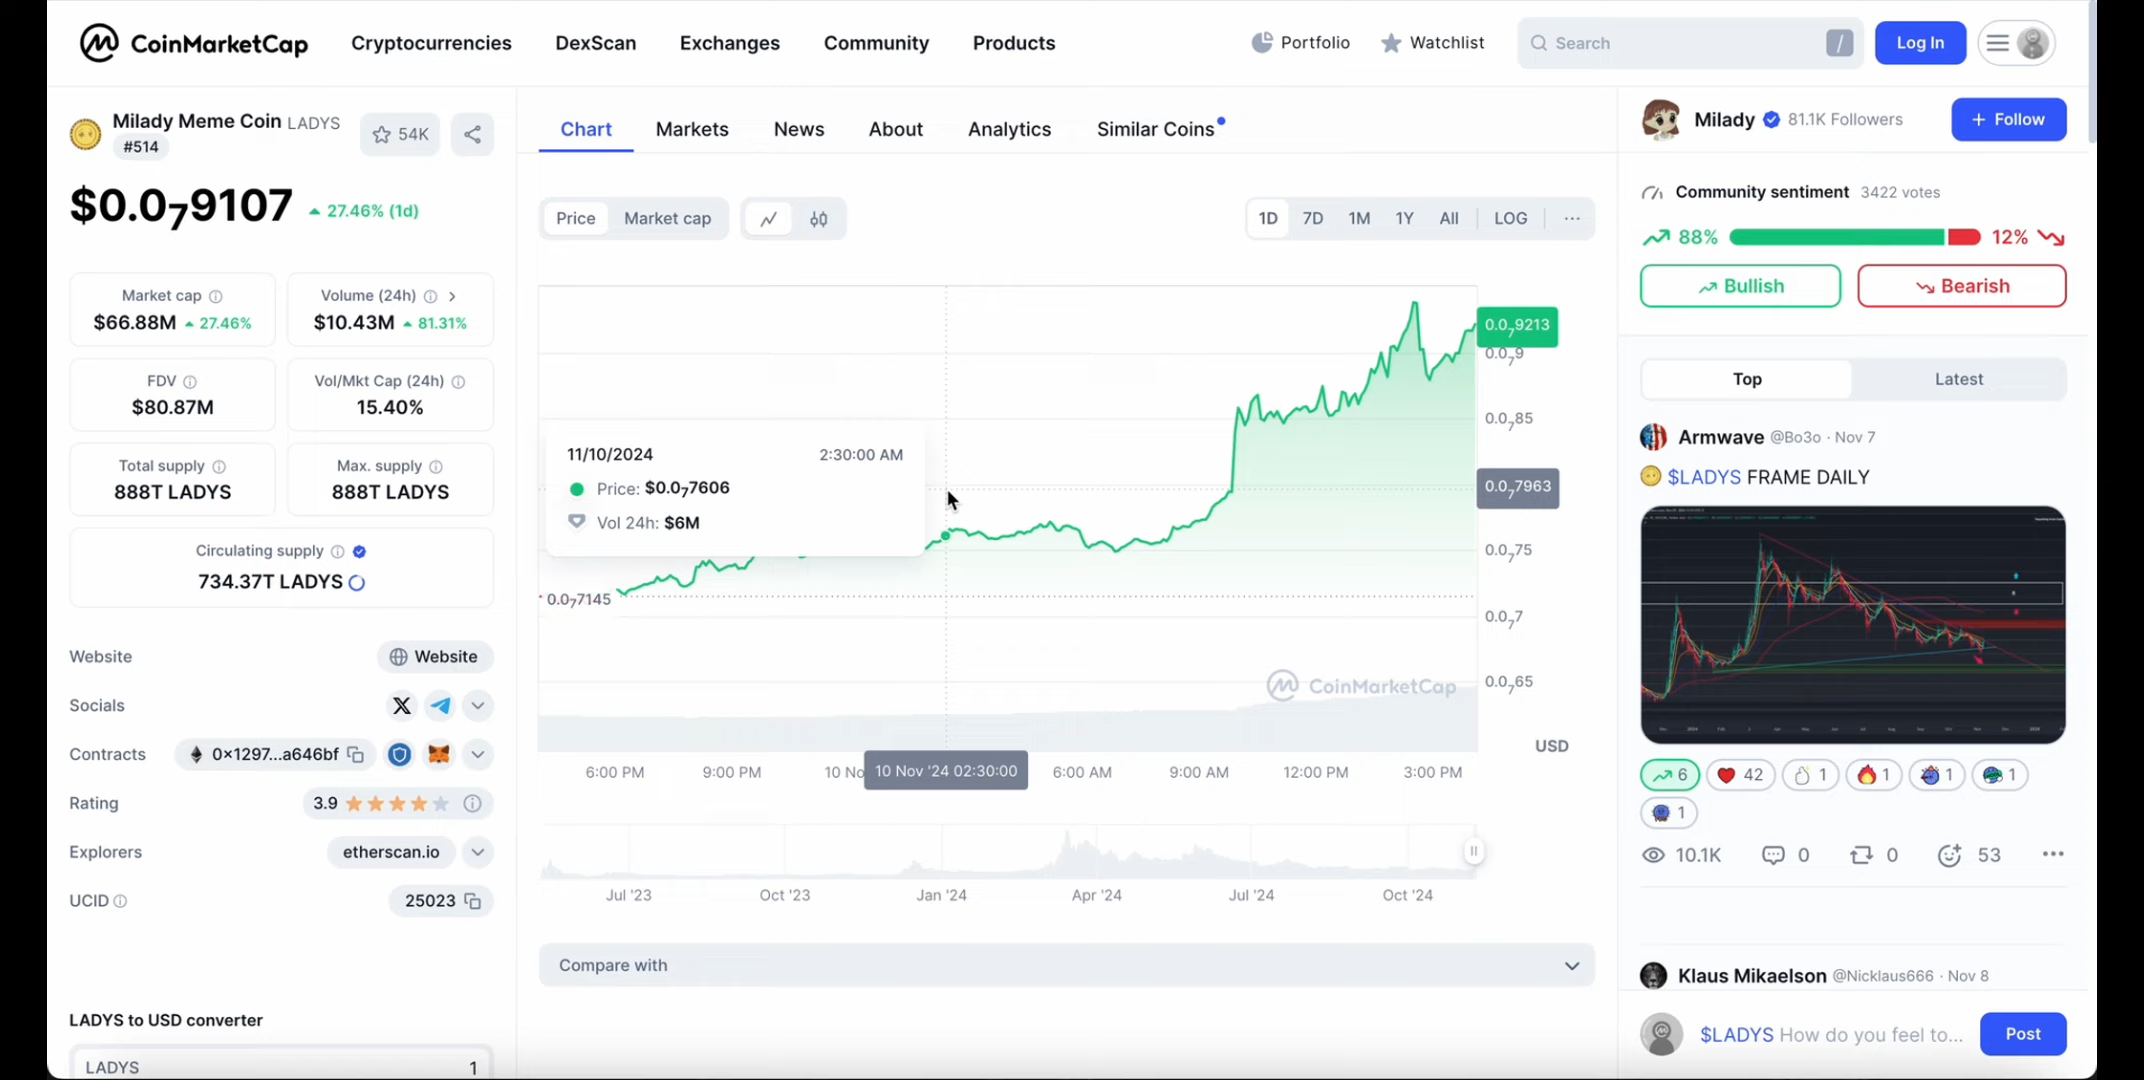 CoinMarketCap Cryptocurrencies DexScan Exchanges Community Products Portfolio Watchlist Search / Log In
Milady Meme Coin LADYS
#514
54K
$0.0₇9107 27.46% (1d)
Market cap
$66.88M 27.46%
Volume (24h)
$10.43M 81.31%
FDV
$80.87M
Vol/Mkt Cap (24h)
15.40%
Total supply
888T LADYS
Max. supply
888T LADYS
Circulating supply
734.37T LADYS
Website Website
Socials
Contracts 0x1297...a646bf
Rating 3.9
Explorers etherscan.io
UCID 25023
LADYS to USD converter
LADYS 1
Chart Markets News About Analytics Similar Coins
Price Market cap
1D 7D 1M 1Y All LOG
0.0₇9213
0.0₇9
0.0₇85
0.0₇7963
0.0₇75
0.0₇7
0.0₇65
11/10/2024 2:30:00 AM
Price: $0.0₇7606
Vol 24h: $6M
0.0₇7145
CoinMarketCap
USD
6:00 PM 9:00 PM 10 No 10 Nov '24 02:30:00 6:00 AM 9:00 AM 12:00 PM 3:00 PM
Jul '23 Oct '23 Jan '24 Apr '24 Jul '24 Oct '24
Compare with
Milady 81.1K Followers + Follow
Community sentiment 3422 votes
88% 12%
Bullish Bearish
Top Latest
Armwave @Bo3o · Nov 7
$LADYS FRAME DAILY
6 42 1 1 1 1
1
10.1K 0 0 53
Klaus Mikaelson @Nicklaus666 · Nov 8
$LADYS How do you feel to... Post